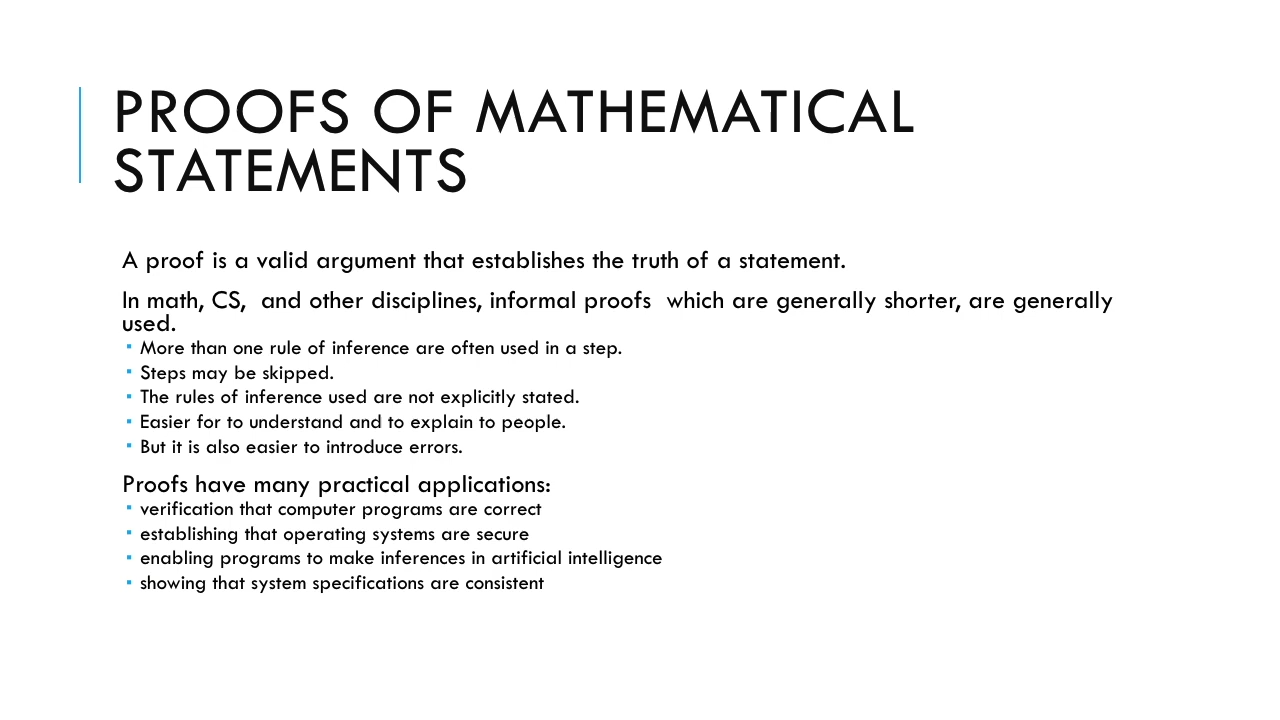 PROOFS OF MATHEMATICAL
STATEMENTS
A proof is a valid argument that establishes the truth of a statement.
In math, CS,  and other disciplines, informal proofs  which are generally shorter, are generally
used.
▪ More than one rule of inference are often used in a step.
▪ Steps may be skipped.
▪ The rules of inference used are not explicitly stated.
▪ Easier for to understand and to explain to people.
▪ But it is also easier to introduce errors.
Proofs have many practical applications:
▪ verification that computer programs are correct
▪ establishing that operating systems are secure
▪ enabling programs to make inferences in artificial intelligence
▪ showing that system specifications are consistent